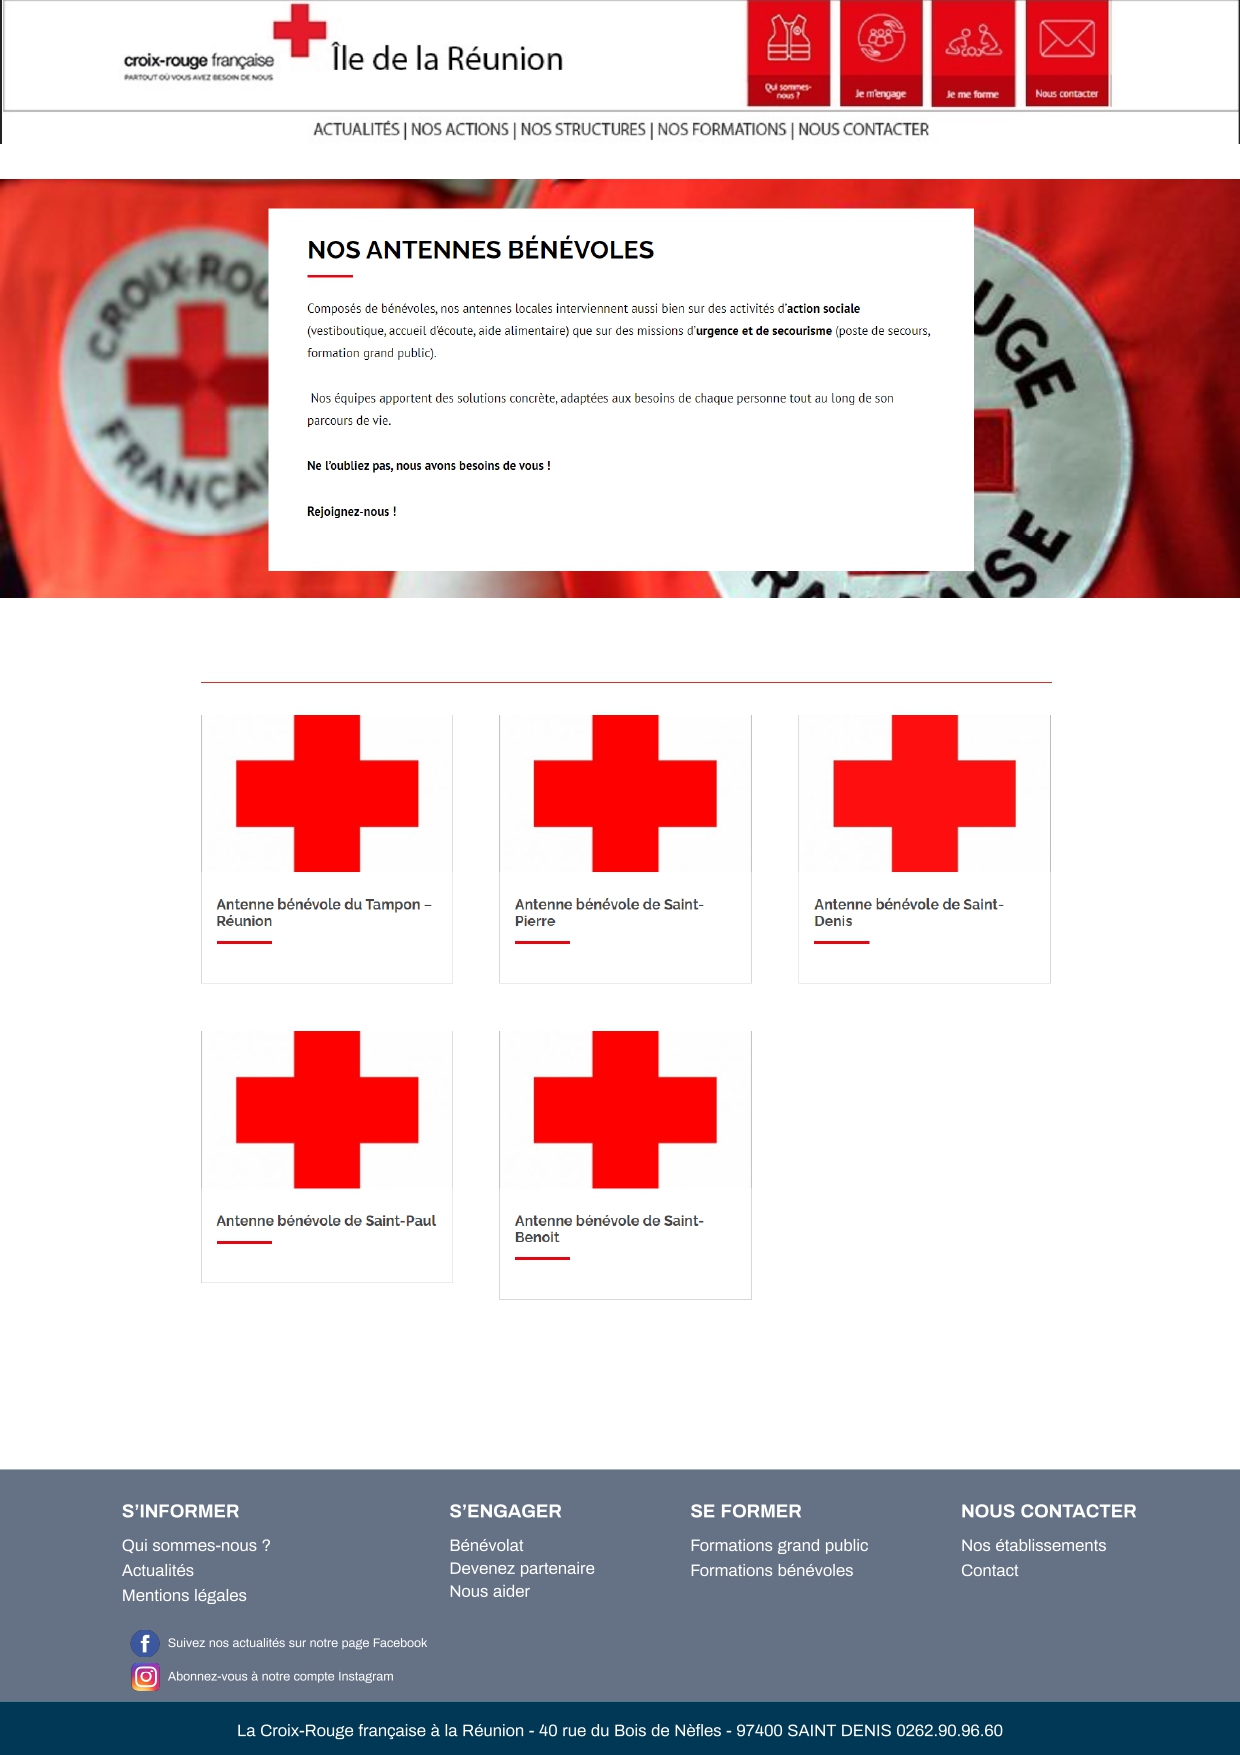 croix-rouge française
PARTOUT OÙ VOUS AVEZ BESOIN DE NOUS
Île de la Réunion
Qui sommes-
nous ?
Je m'engage
Je me forme
Nous contacter
ACTUALITÉS | NOS ACTIONS | NOS STRUCTURES | NOS FORMATIONS | NOUS CONTACTER
CROIX-ROU
FRANÇAI
UGE
RANÇAISE
NOS ANTENNES BÉNÉVOLES
Composés de bénévoles, nos antennes locales interviennent aussi bien sur des activités d'action sociale
(vestiboutique, accueil d'écoute, aide alimentaire) que sur des missions d'urgence et de secourisme (poste de secours,
formation grand public).
Nos équipes apportent des solutions concrète, adaptées aux besoins de chaque personne tout au long de son
parcours de vie.
Ne l'oubliez pas, nous avons besoins de vous !
Rejoignez-nous !
Antenne bénévole du Tampon –
Réunion
Antenne bénévole de Saint-
Pierre
Antenne bénévole de Saint-
Denis
Antenne bénévole de Saint-Paul
Antenne bénévole de Saint-
Benoit
S'INFORMER
Qui sommes-nous ?
Actualités
Mentions légales
S'ENGAGER
Bénévolat
Devenez partenaire
Nous aider
SE FORMER
Formations grand public
Formations bénévoles
NOUS CONTACTER
Nos établissements
Contact
Suivez nos actualités sur notre page Facebook
Abonnez-vous à notre compte Instagram
La Croix-Rouge française à la Réunion - 40 rue du Bois de Nèfles - 97400 SAINT DENIS 0262.90.96.60